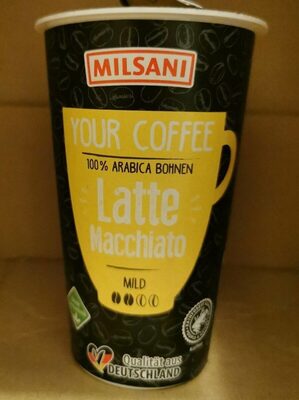 MILSANI
YOUR COFFEE
100% ARABICA BOHNEN
Latte
Macchiato
MILD
Qualität aus
DEUTSCHLAND